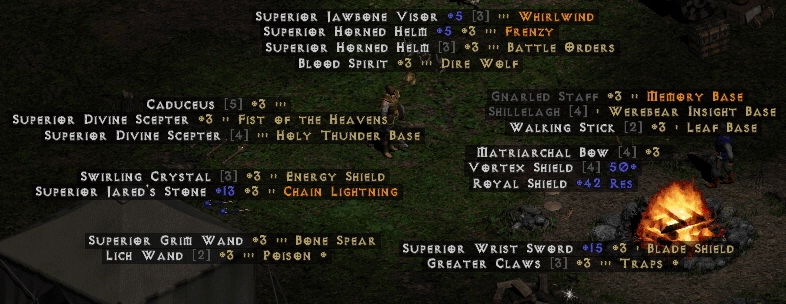 Superior Jawbone Visor +5 [3] ''' Whirlwind
Superior Horned Helm +5 +3 ''' Frenzy
Superior Horned Helm [3] +3 ''' Battle Orders
Blood Spirit +3 ''' Dire Wolf
Caduceus [5] +3 '''
Superior Divine Scepter +3 '' Fist of the Heavens
Superior Divine Scepter [4] ''' Holy Thunder Base
Gnarled Staff +3 '' Memory Base
Shillelagh [4] ' Werebear Insight Base
Walking Stick [2] +3 ' Leaf Base
Matriarchal Bow [4] +3
Vortex Shield [4] 50+
Royal Shield +42 Res
Swirling Crystal [3] +3 '' Energy Shield
Superior Jared's Stone +13 +3 '' Chain Lightning
Superior Grim Wand +3 ''' Bone Spear
Lich Wand [2] +3 ''' Poison +
Superior Wrist Sword +15 +3 ' Blade Shield
Greater Claws [3] +3 ''' Traps +